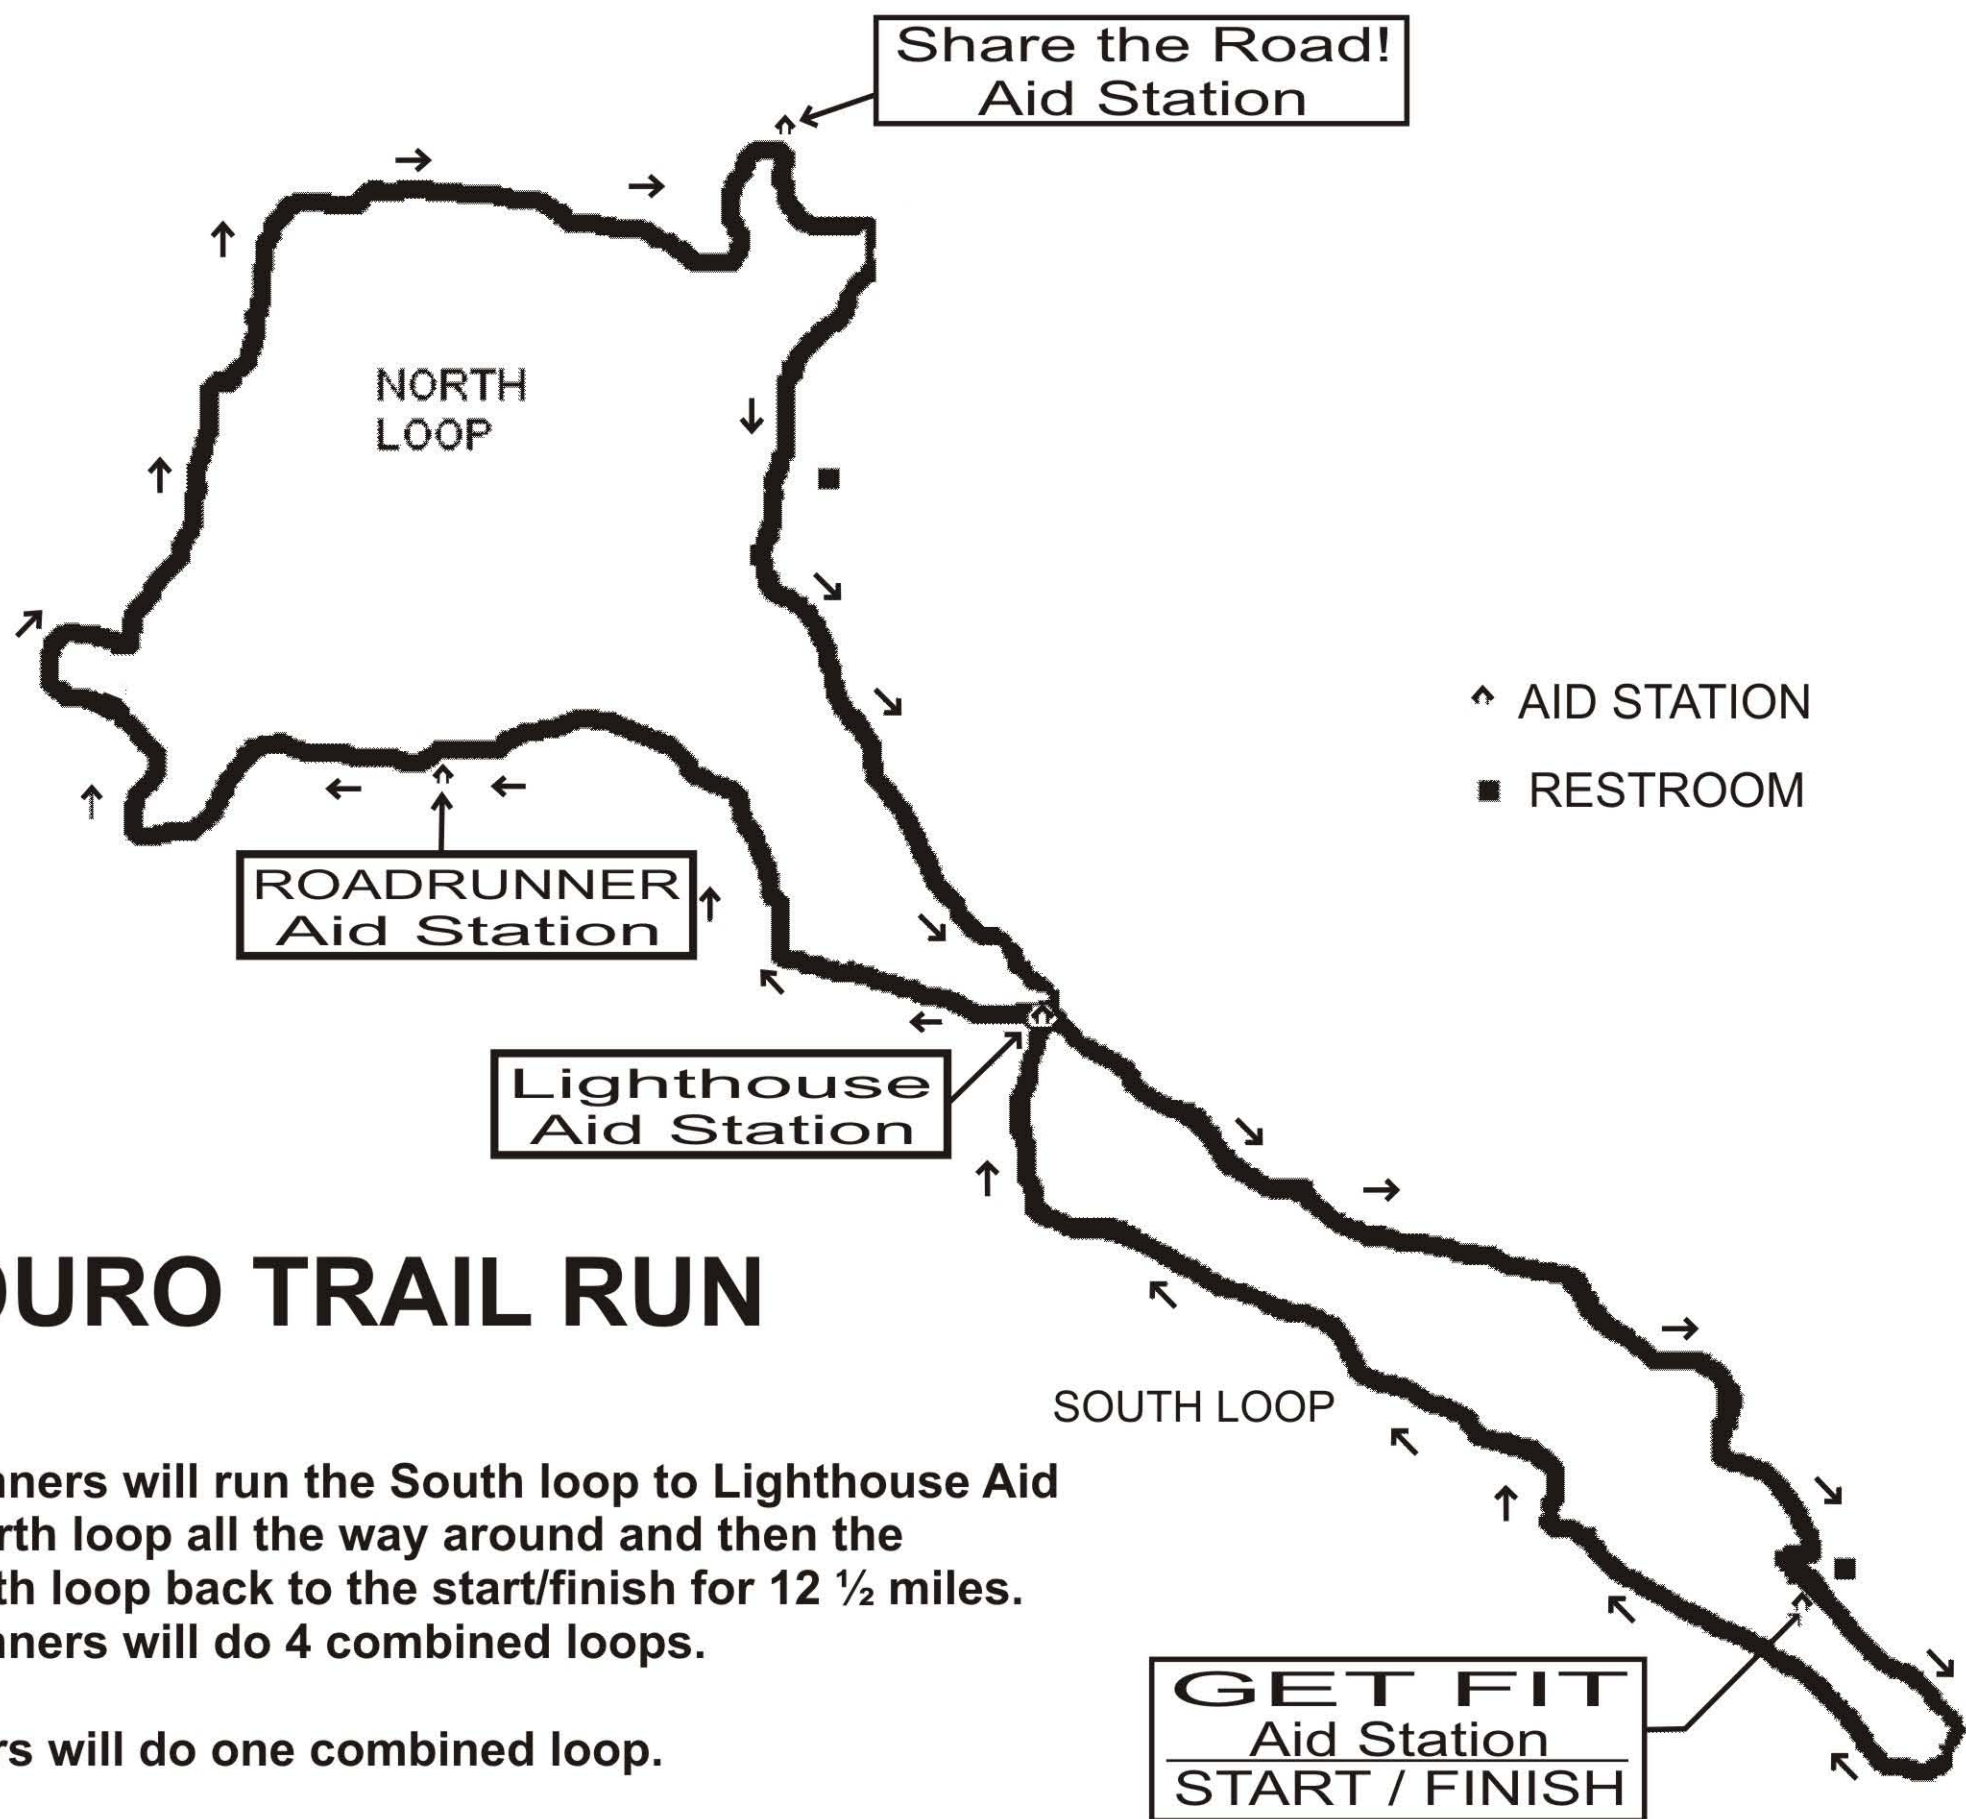 Share the Road!
Aid Station
NORTH
LOOP
AID STATION
RESTROOM
ROADRUNNER
Aid Station
Lighthouse
Aid Station
DURO TRAIL RUN
SOUTH LOOP
nners will run the South loop to Lighthouse Aid
rth loop all the way around and then the
th loop back to the start/finish for 12 ½ miles.
nners will do 4 combined loops.
rs will do one combined loop.
GET FIT
Aid Station
START / FINISH